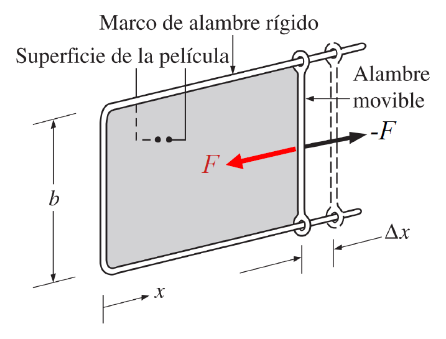 Marco de alambre rígido
Superficie de la película
Alambre
movible
-F
F
b
Δx
x